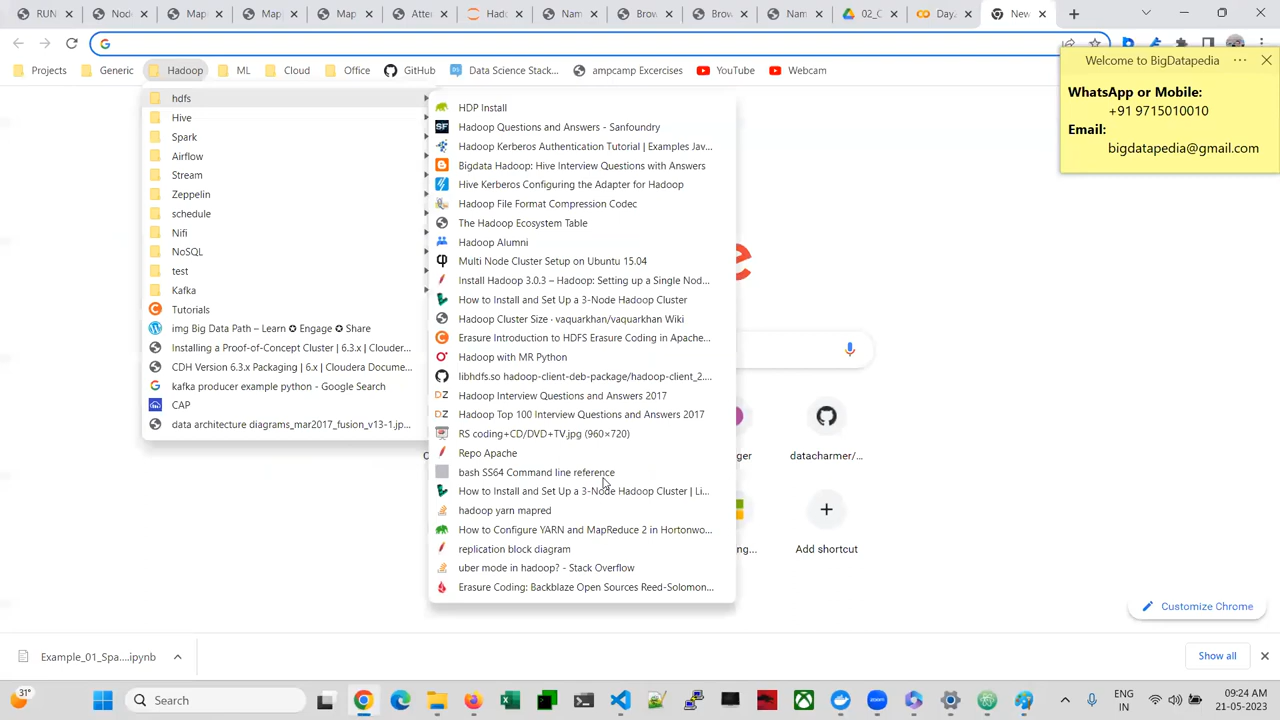 RUN
Node
Map
Map
Map
Atte
Hadu
Nam
Brow
Brow
Nam
02_C
Day.
New
Projects
Generic
Hadoop
ML
Cloud
Office
GitHub
Data Science Stack...
ampcamp Excercises
YouTube
Webcam
Welcome to BigDatapedia
WhatsApp or Mobile:
+91 9715010010
Email:
bigdatapedia@gmail.com
hdfs
Hive
Spark
Airflow
Stream
Zeppelin
schedule
Nifi
NoSQL
test
Kafka
Tutorials
img Big Data Path – Learn ✪ Engage ✪ Share
Installing a Proof-of-Concept Cluster | 6.3.x | Clouder...
CDH Version 6.3.x Packaging | 6.x | Cloudera Docume...
kafka producer example python - Google Search
CAP
data architecture diagrams_mar2017_fusion_v13-1.jp...
HDP Install
Hadoop Questions and Answers - Sanfoundry
Hadoop Kerberos Authentication Tutorial | Examples Jav...
Bigdata Hadoop: Hive Interview Questions with Answers
Hive Kerberos Configuring the Adapter for Hadoop
Hadoop File Format Compression Codec
The Hadoop Ecosystem Table
Hadoop Alumni
Multi Node Cluster Setup on Ubuntu 15.04
Install Hadoop 3.0.3 – Hadoop: Setting up a Single Nod...
How to Install and Set Up a 3-Node Hadoop Cluster
Hadoop Cluster Size · vaquarkhan/vaquarkhan Wiki
Erasure Introduction to HDFS Erasure Coding in Apache...
Hadoop with MR Python
libhdfs.so hadoop-client-deb-package/hadoop-client_2....
Hadoop Interview Questions and Answers 2017
Hadoop Top 100 Interview Questions and Answers 2017
RS coding+CD/DVD+TV.jpg (960×720)
Repo Apache
bash SS64 Command line reference
How to Install and Set Up a 3-Node Hadoop Cluster | Li...
hadoop yarn mapred
How to Configure YARN and MapReduce 2 in Hortonwo...
replication block diagram
uber mode in hadoop? - Stack Overflow
Erasure Coding: Backblaze Open Sources Reed-Solomon...
e
ger
datacharmer/...
ng...
Add shortcut
Customize Chrome
Example_01_Spa....ipynb
Show all
31°
Search
ENG
IN
09:24 AM
21-05-2023